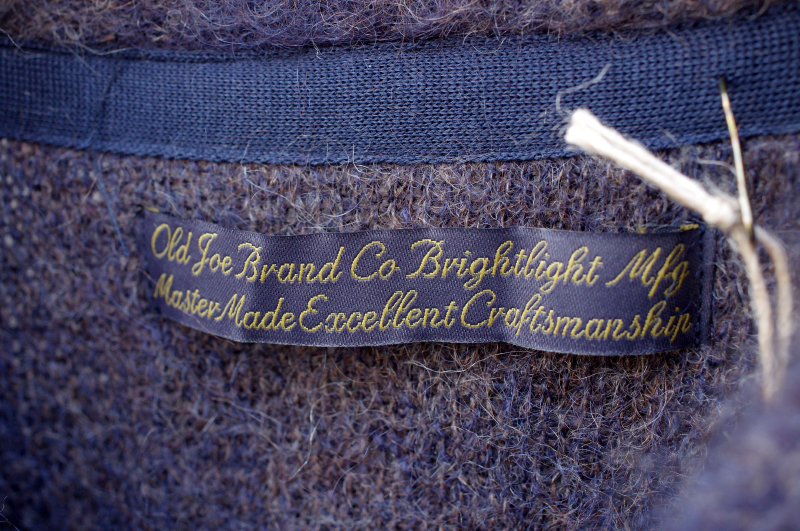 Old Joe Brand Co Brightlight Mfg
Master-Made Excellent Craftsmanship